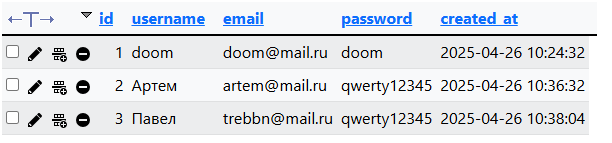 id username email password created_at
1 doom doom@mail.ru doom 2025-04-26 10:24:32
2 Артем artem@mail.ru qwerty12345 2025-04-26 10:36:32
3 Павел trebbn@mail.ru qwerty12345 2025-04-26 10:38:04